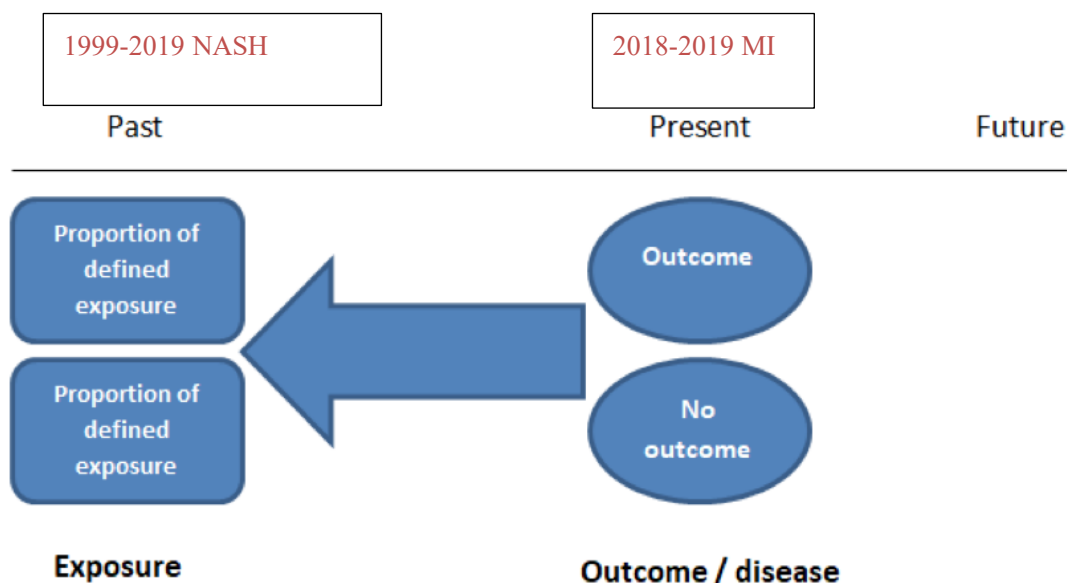 1999-2019 NASH
2018-2019 MI
Past
Present
Future
Proportion of
defined
exposure
Outcome
Proportion of
defined
exposure
No
outcome
Exposure
Outcome / disease